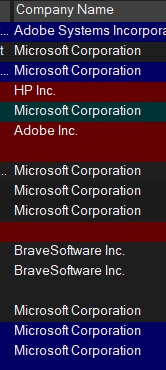 Company Name
... Adobe Systems Incorpora
t Microsoft Corporation
... Microsoft Corporation
HP Inc.
Microsoft Corporation
Adobe Inc.
... Microsoft Corporation
Microsoft Corporation
Microsoft Corporation
BraveSoftware Inc.
BraveSoftware Inc.
Microsoft Corporation
Microsoft Corporation
Microsoft Corporation